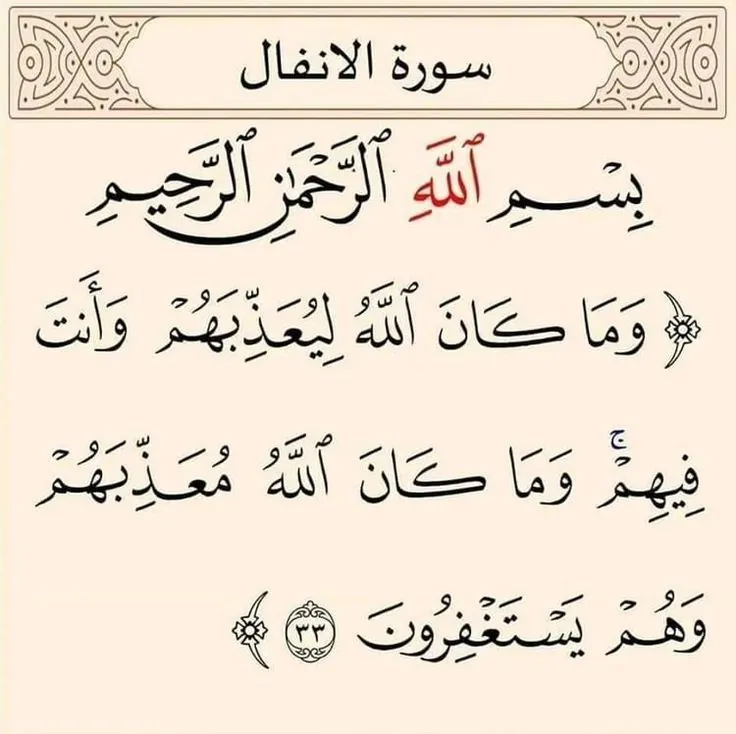 سورة الانفال
بِسْمِ ٱللَّهِ ٱلرَّحْمَٰنِ ٱلرَّحِيمِ
﴿ وَمَا كَانَ ٱللَّهُ لِيُعَذِّبَهُمْ وَأَنتَ
فِيهِمْۚ وَمَا كَانَ ٱللَّهُ مُعَذِّبَهُمْ
وَهُمْ يَسْتَغْفِرُونَ ٣٣ ﴾